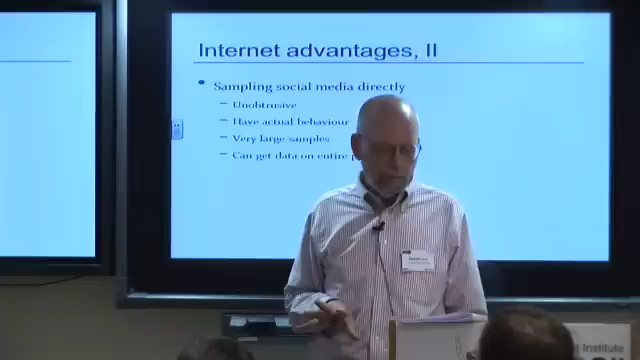 Internet advantages, II
• Sampling social media directly
– Unobtrusive
– Have actual behaviour
– Very large samples
– Can get data on entire